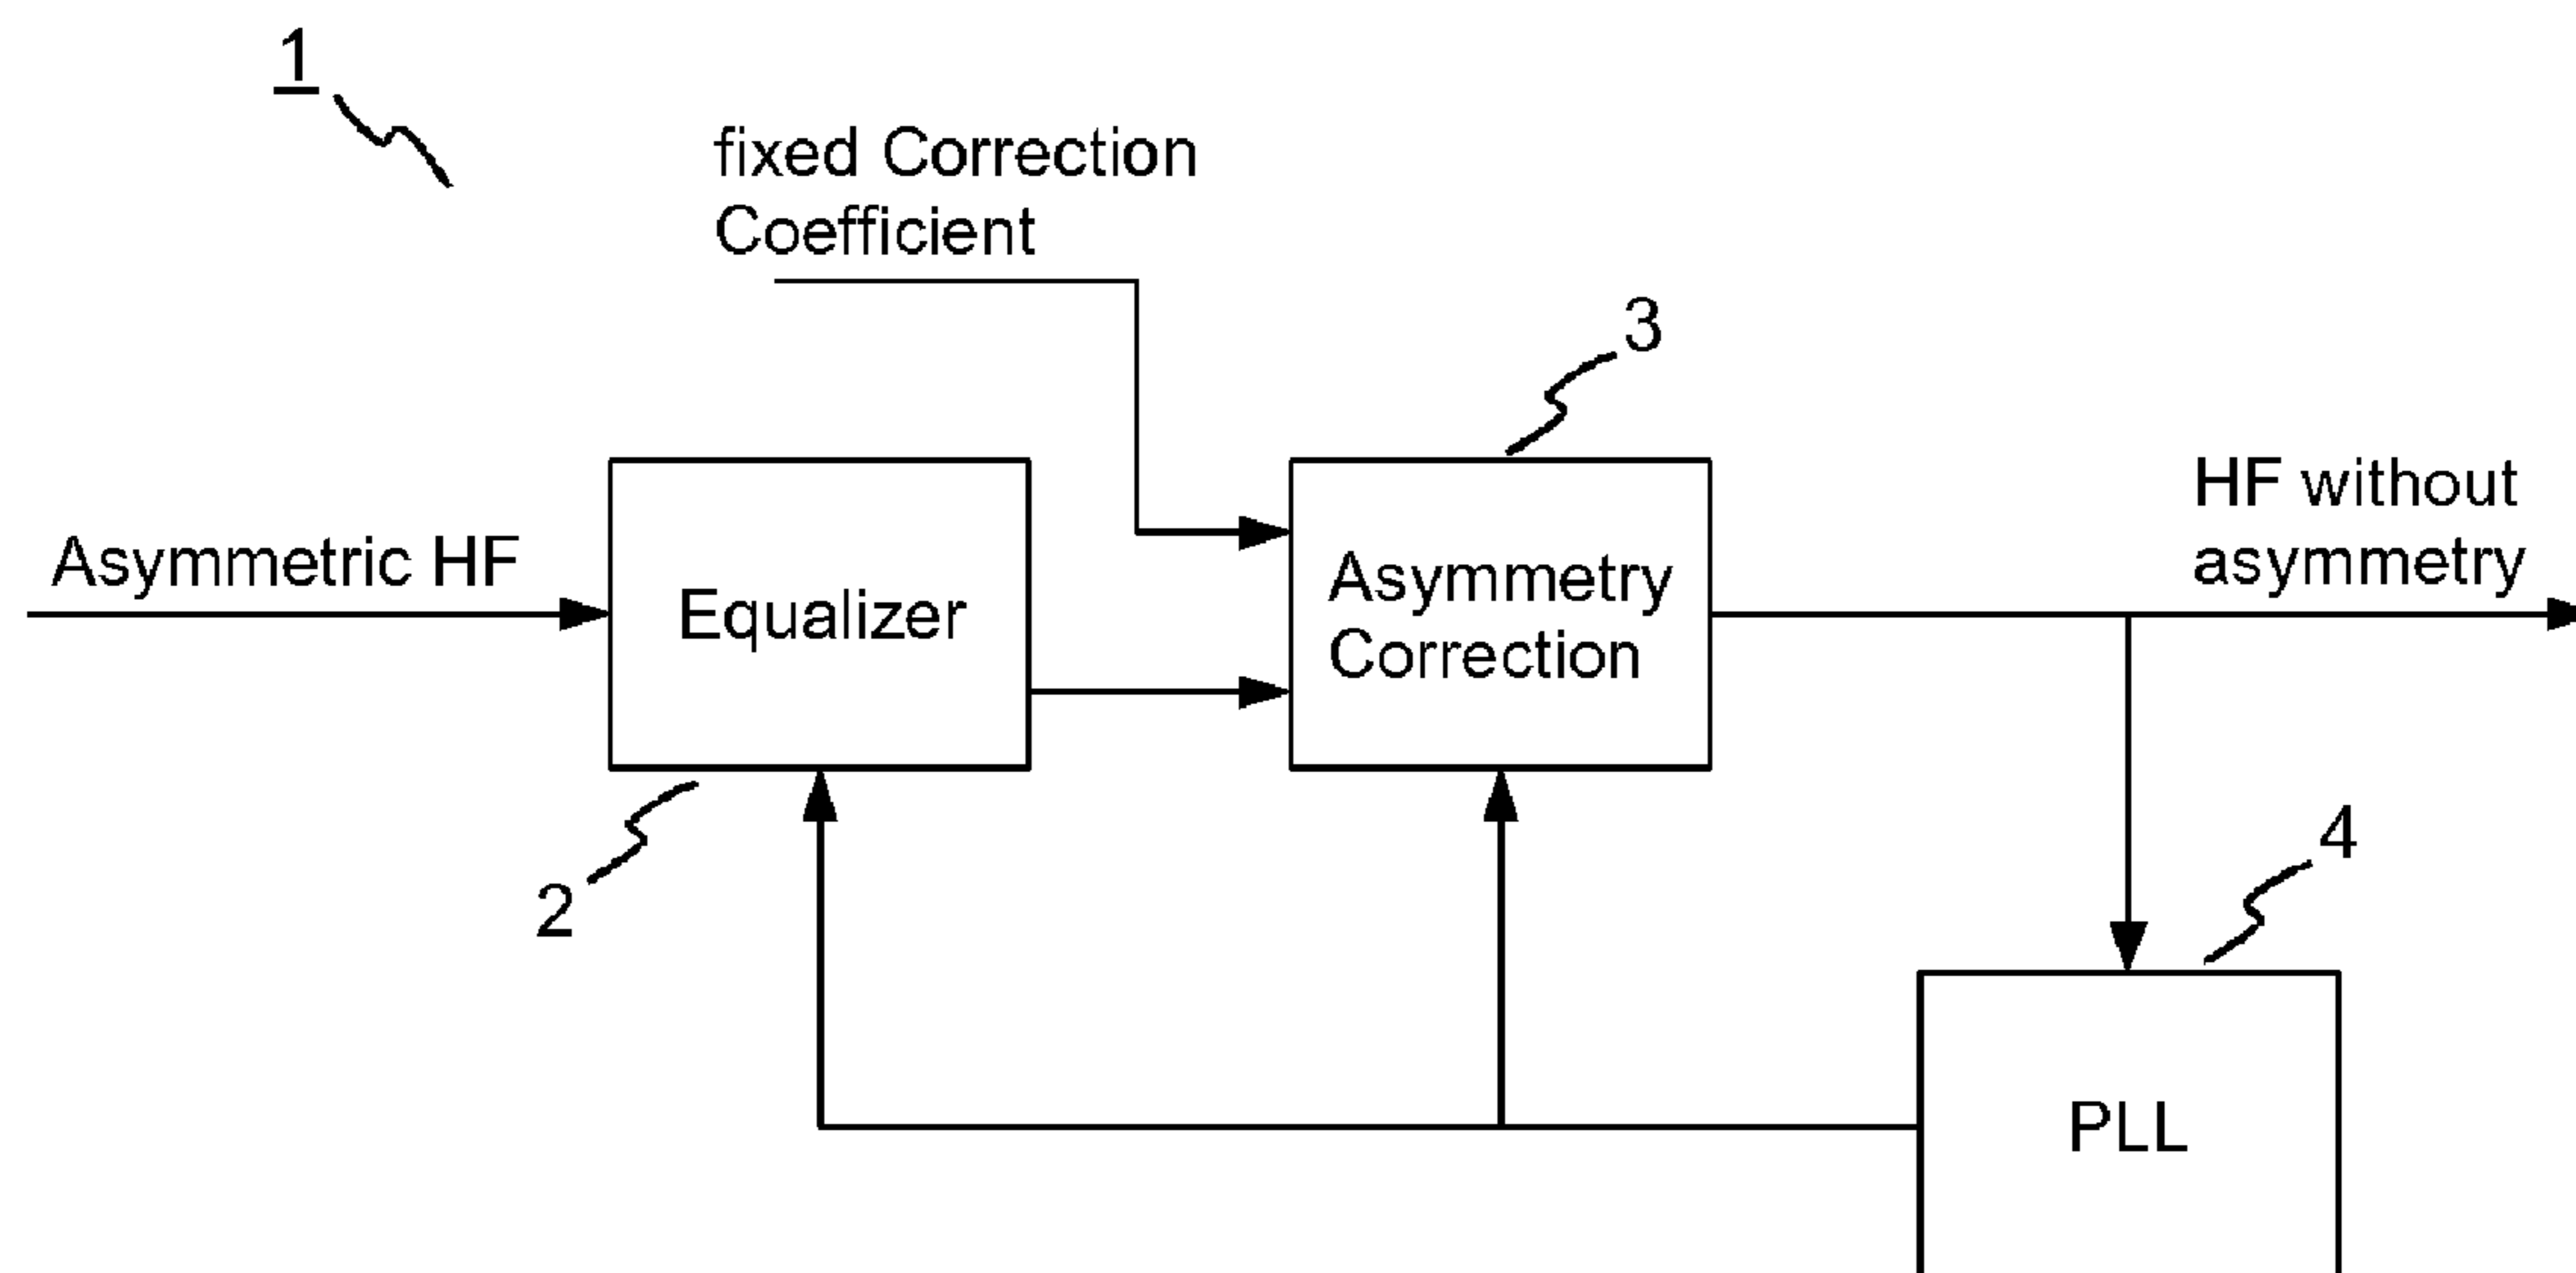 1
fixed Correction
Coefficient
3
Asymmetric HF
Equalizer
Asymmetry
Correction
HF without
asymmetry
2
4
PLL